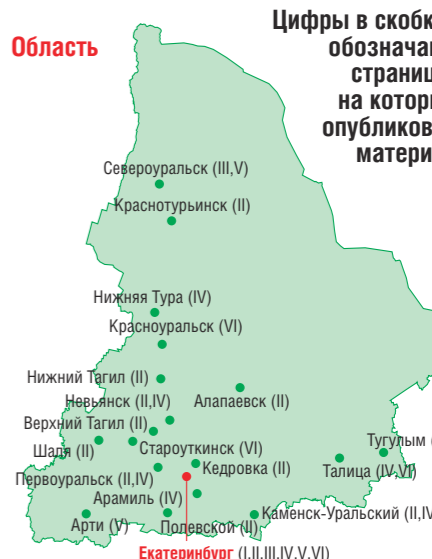 Область
Цифры в скобк
обознача
страниц
на котор
опубликов
матери
Североуральск (III,V)
Краснотурьинск (II)
Нижняя Тура (IV)
Красноуральск (VI)
Нижний Тагил (II)
Невьянск (II,IV)
Алапаевск (II)
Верхний Тагил (II)
Шаля (II)
Староуткинск (VI)
Тугулым (
Кедровка (II)
Талица (IV,VI)
Первоуральск (II,IV)
Арамиль (IV)
Арти (V)
Полевской (II)
Каменск-Уральский (II,IV
Екатеринбург (I,II,III,IV,V,VI)